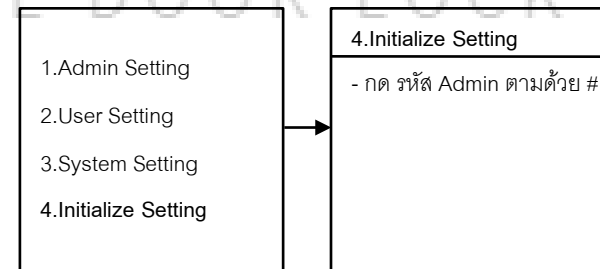 1.Admin Setting
2.User Setting
3.System Setting
4.Initialize Setting
4.Initialize Setting
- กด รหัส Admin ตามด้วย #